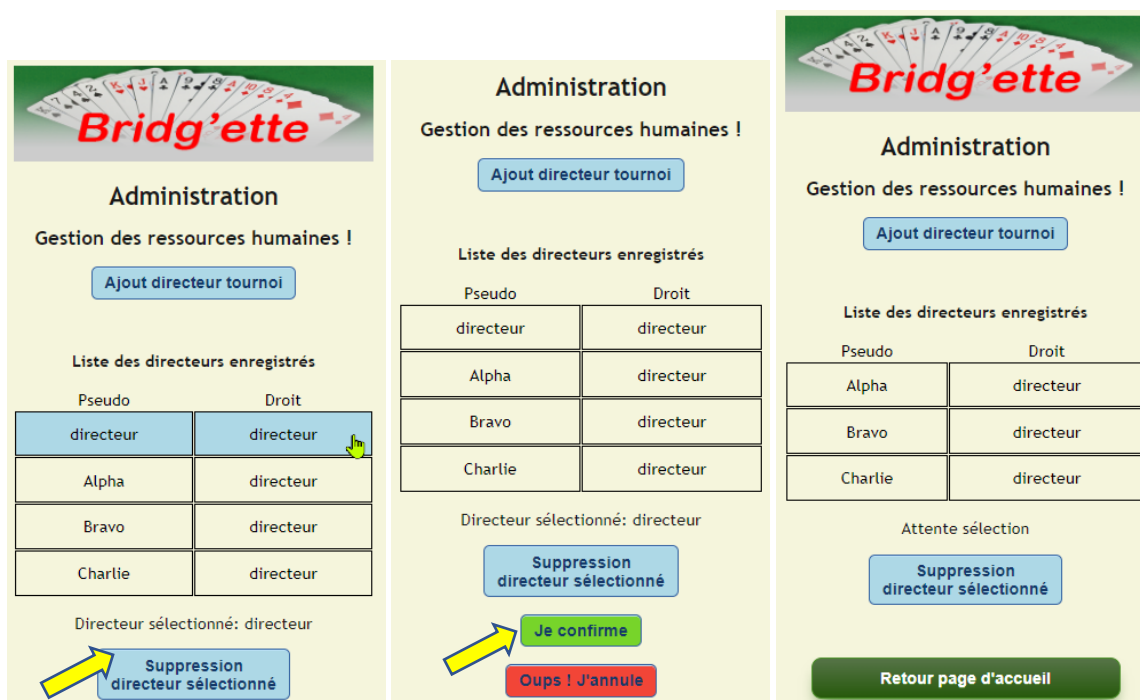 Bridg'ette
Administration
Gestion des ressources humaines !
Ajout directeur tournoi
Liste des directeurs enregistrés
Pseudo Droit
directeur directeur
Alpha directeur
Bravo directeur
Charlie directeur
Directeur sélectionné: directeur
Suppression
directeur sélectionné
Administration
Gestion des ressources humaines !
Ajout directeur tournoi
Liste des directeurs enregistrés
Pseudo Droit
directeur directeur
Alpha directeur
Bravo directeur
Charlie directeur
Directeur sélectionné: directeur
Suppression
directeur sélectionné
Je confirme
Oups ! J'annule
Bridg'ette
Administration
Gestion des ressources humaines !
Ajout directeur tournoi
Liste des directeurs enregistrés
Pseudo Droit
Alpha directeur
Bravo directeur
Charlie directeur
Attente sélection
Suppression
directeur sélectionné
Retour page d'accueil